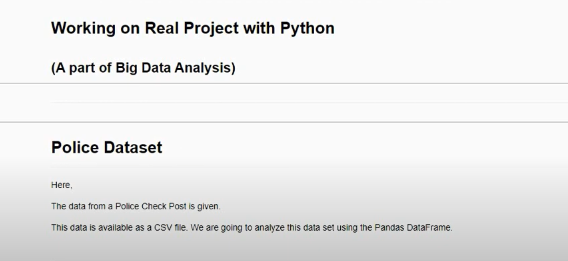 Working on Real Project with Python
(A part of Big Data Analysis)
Police Dataset
Here,
The data from a Police Check Post is given.
This data is available as a CSV file. We are going to analyze this data set using the Pandas DataFrame.